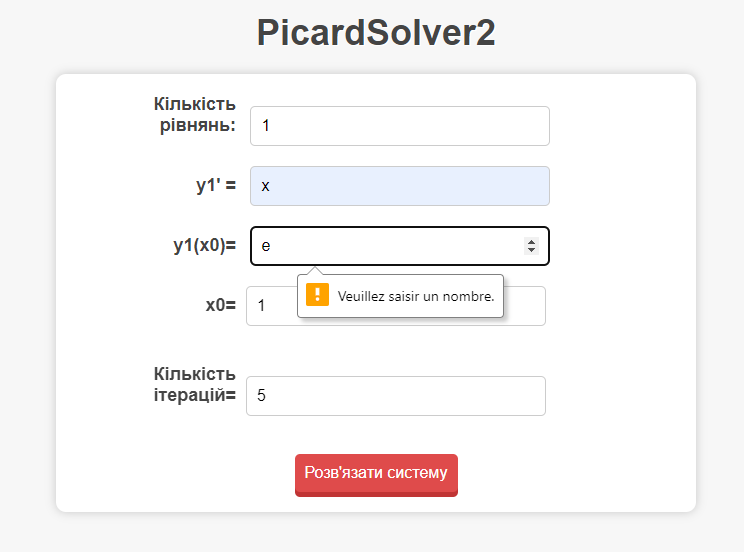 PicardSolver2
Кількість
рівнянь:
1
y1' =
x
y1(x0)=
e
Veuillez saisir un nombre.
x0=
1
Кількість
ітерацій=
5
Розв'язати систему